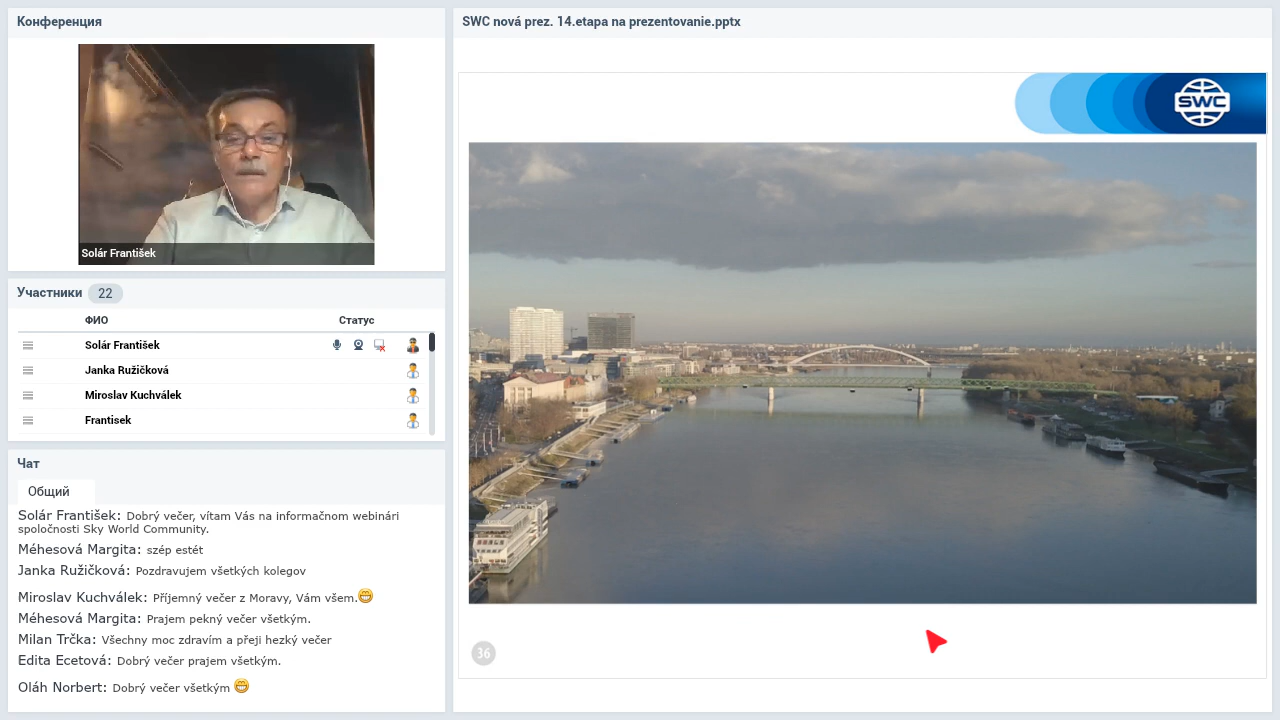 Конференция
Solár František
Участники 22
ФИО Статус
Solár František
Janka Ružičková
Miroslav Kuchválek
Frantisek
Чат
Общий
Solár František: Dobrý večer, vítam Vás na informačnom webinári
spoločnosti Sky World Community.
Méhesová Margita: szép estét
Janka Ružičková: Pozdravujem všetkých kolegov
Miroslav Kuchválek: Příjemný večer z Moravy, Vám všem.
Méhesová Margita: Prajem pekný večer všetkým.
Milan Trčka: Všechny moc zdravím a přeji hezký večer
Edita Ecetová: Dobrý večer prajem všetkým.
Oláh Norbert: Dobrý večer všetkým
SWC nová prez. 14.etapa na prezentovanie.pptx
SWC
36